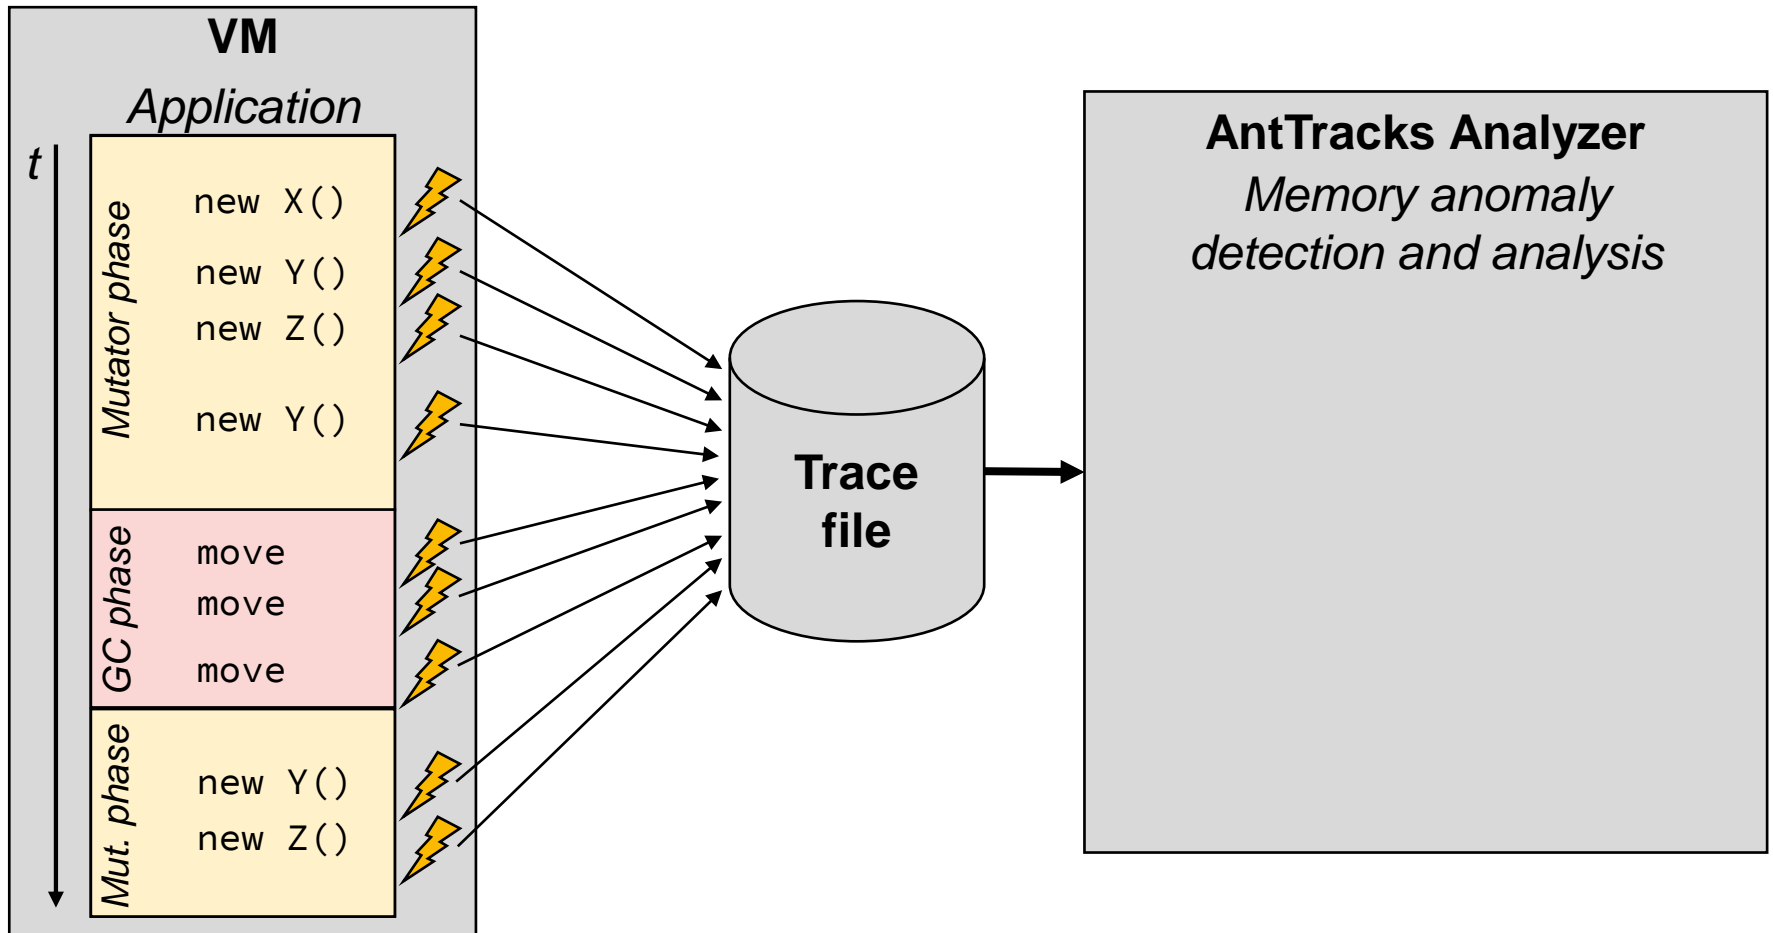 VM
Application
t
Mutator phase
new X()
new Y()
new Z()
new Y()
GC phase
move
move
move
Mut. phase
new Y()
new Z()
Trace
file
AntTracks Analyzer
Memory anomaly
detection and analysis